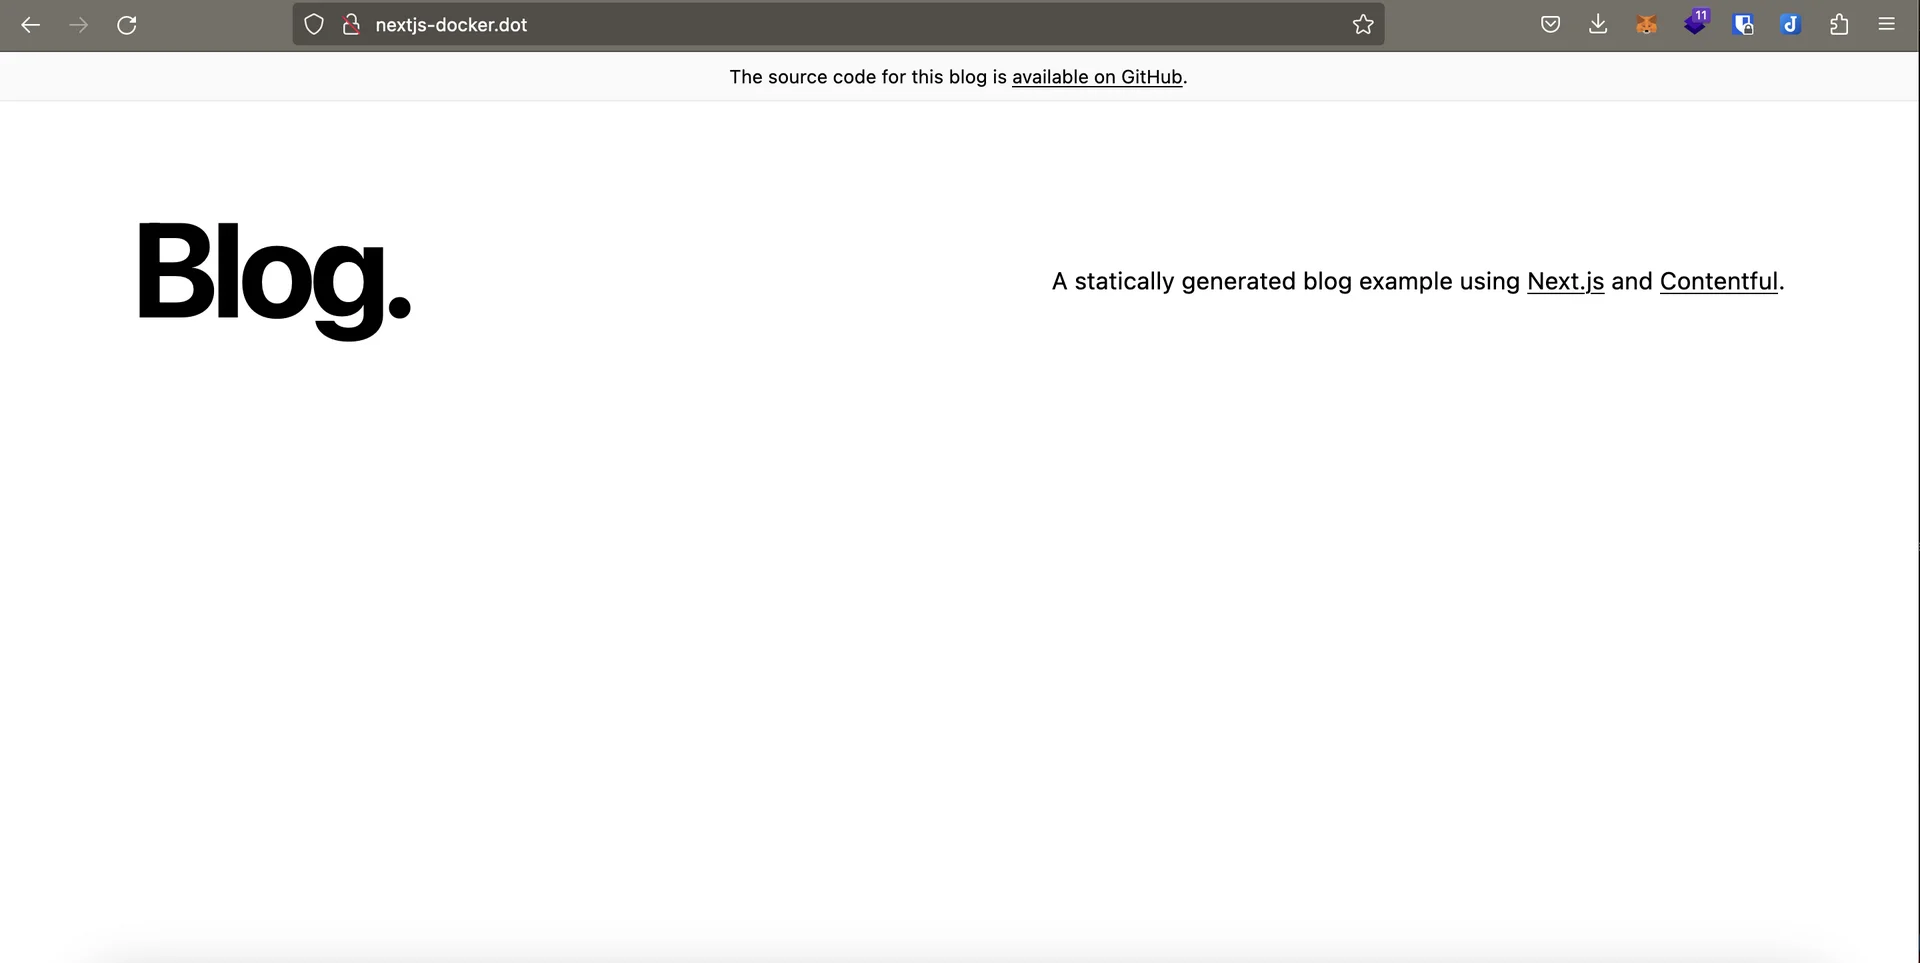 nextjs-docker.dot
11
The source code for this blog is available on GitHub.
Blog.
A statically generated blog example using Next.js and Contentful.